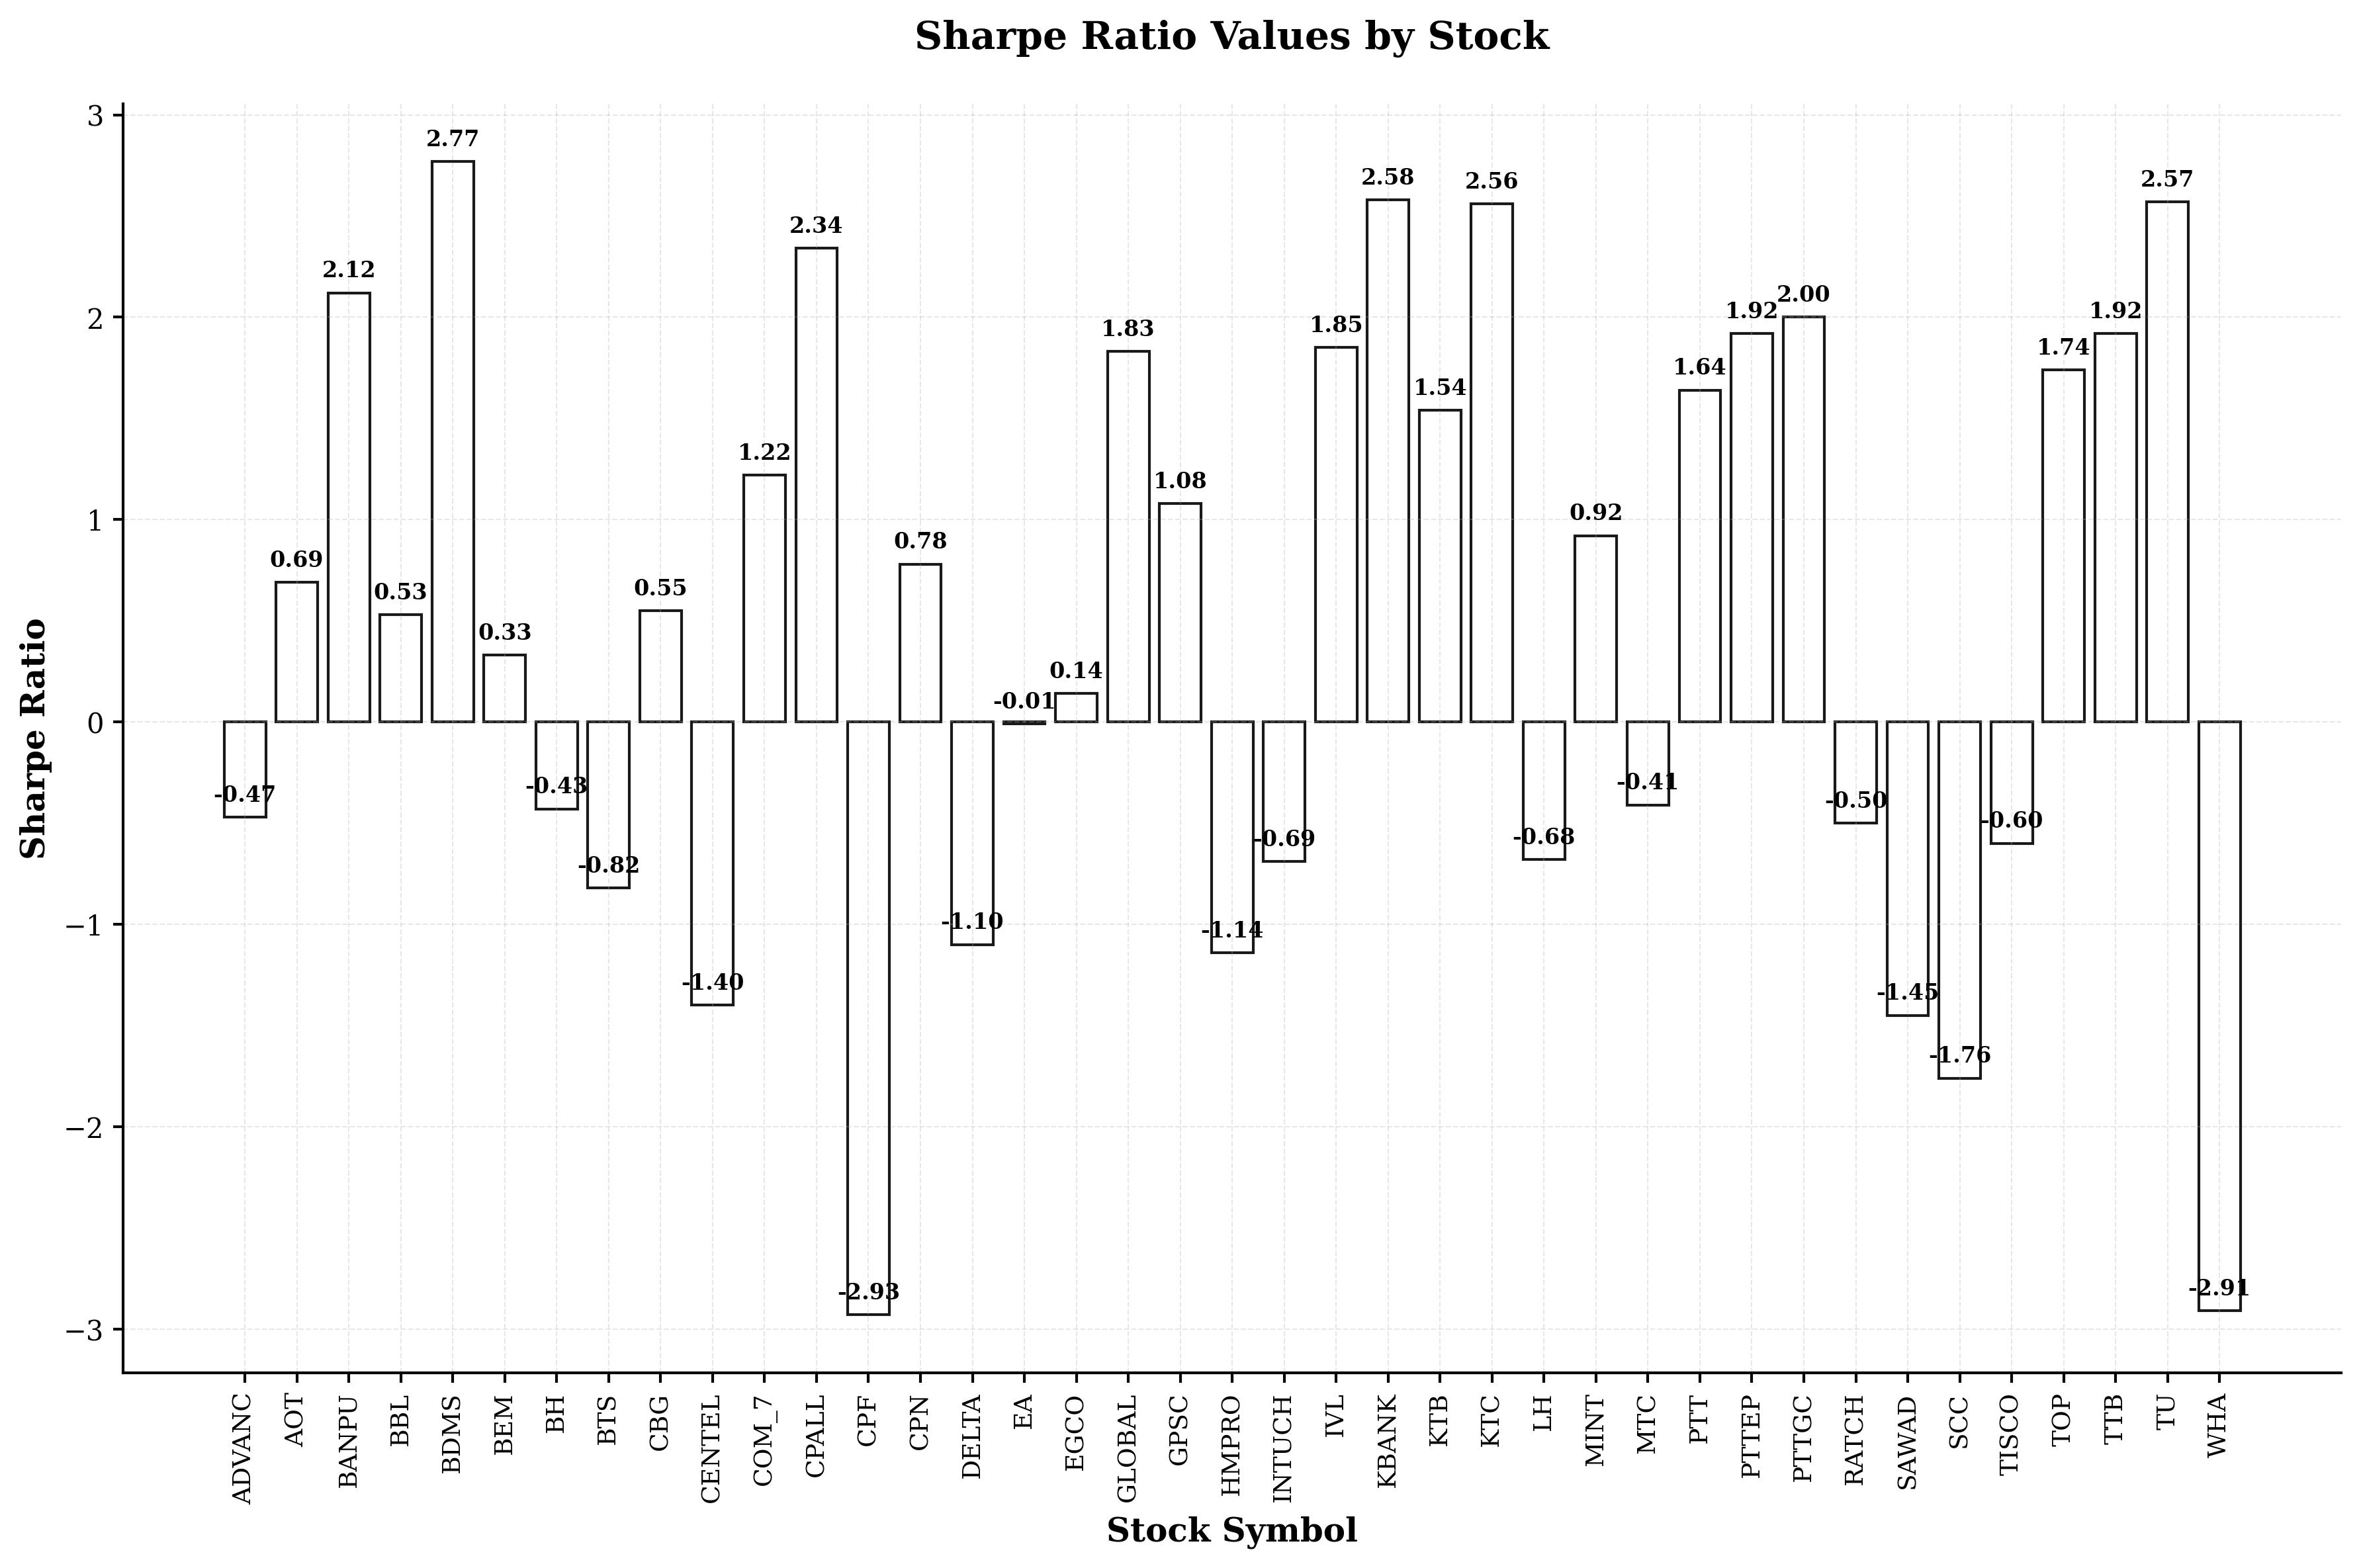 Sharpe Ratio Values by Stock
Sharpe Ratio
3
2
1
0
−1
−2
−3
-0.47
0.69
2.12
0.53
2.77
0.33
-0.43
-0.82
0.55
-1.40
1.22
2.34
-2.93
0.78
-1.10
-0.01
0.14
1.83
1.08
-1.14
-0.69
1.85
2.58
1.54
2.56
-0.68
0.92
-0.41
1.64
1.92
2.00
-0.50
-1.45
-1.76
-0.60
1.74
1.92
2.57
-2.91
ADVANC
AOT
BANPU
BBL
BDMS
BEM
BH
BTS
CBG
CENTEL
COM_7
CPALL
CPF
CPN
DELTA
EA
EGCO
GLOBAL
GPSC
HMPRO
INTUCH
IVL
KBANK
KTB
KTC
LH
MINT
MTC
PTT
PTTEP
PTTGC
RATCH
SAWAD
SCC
TISCO
TOP
TTB
TU
WHA
Stock Symbol